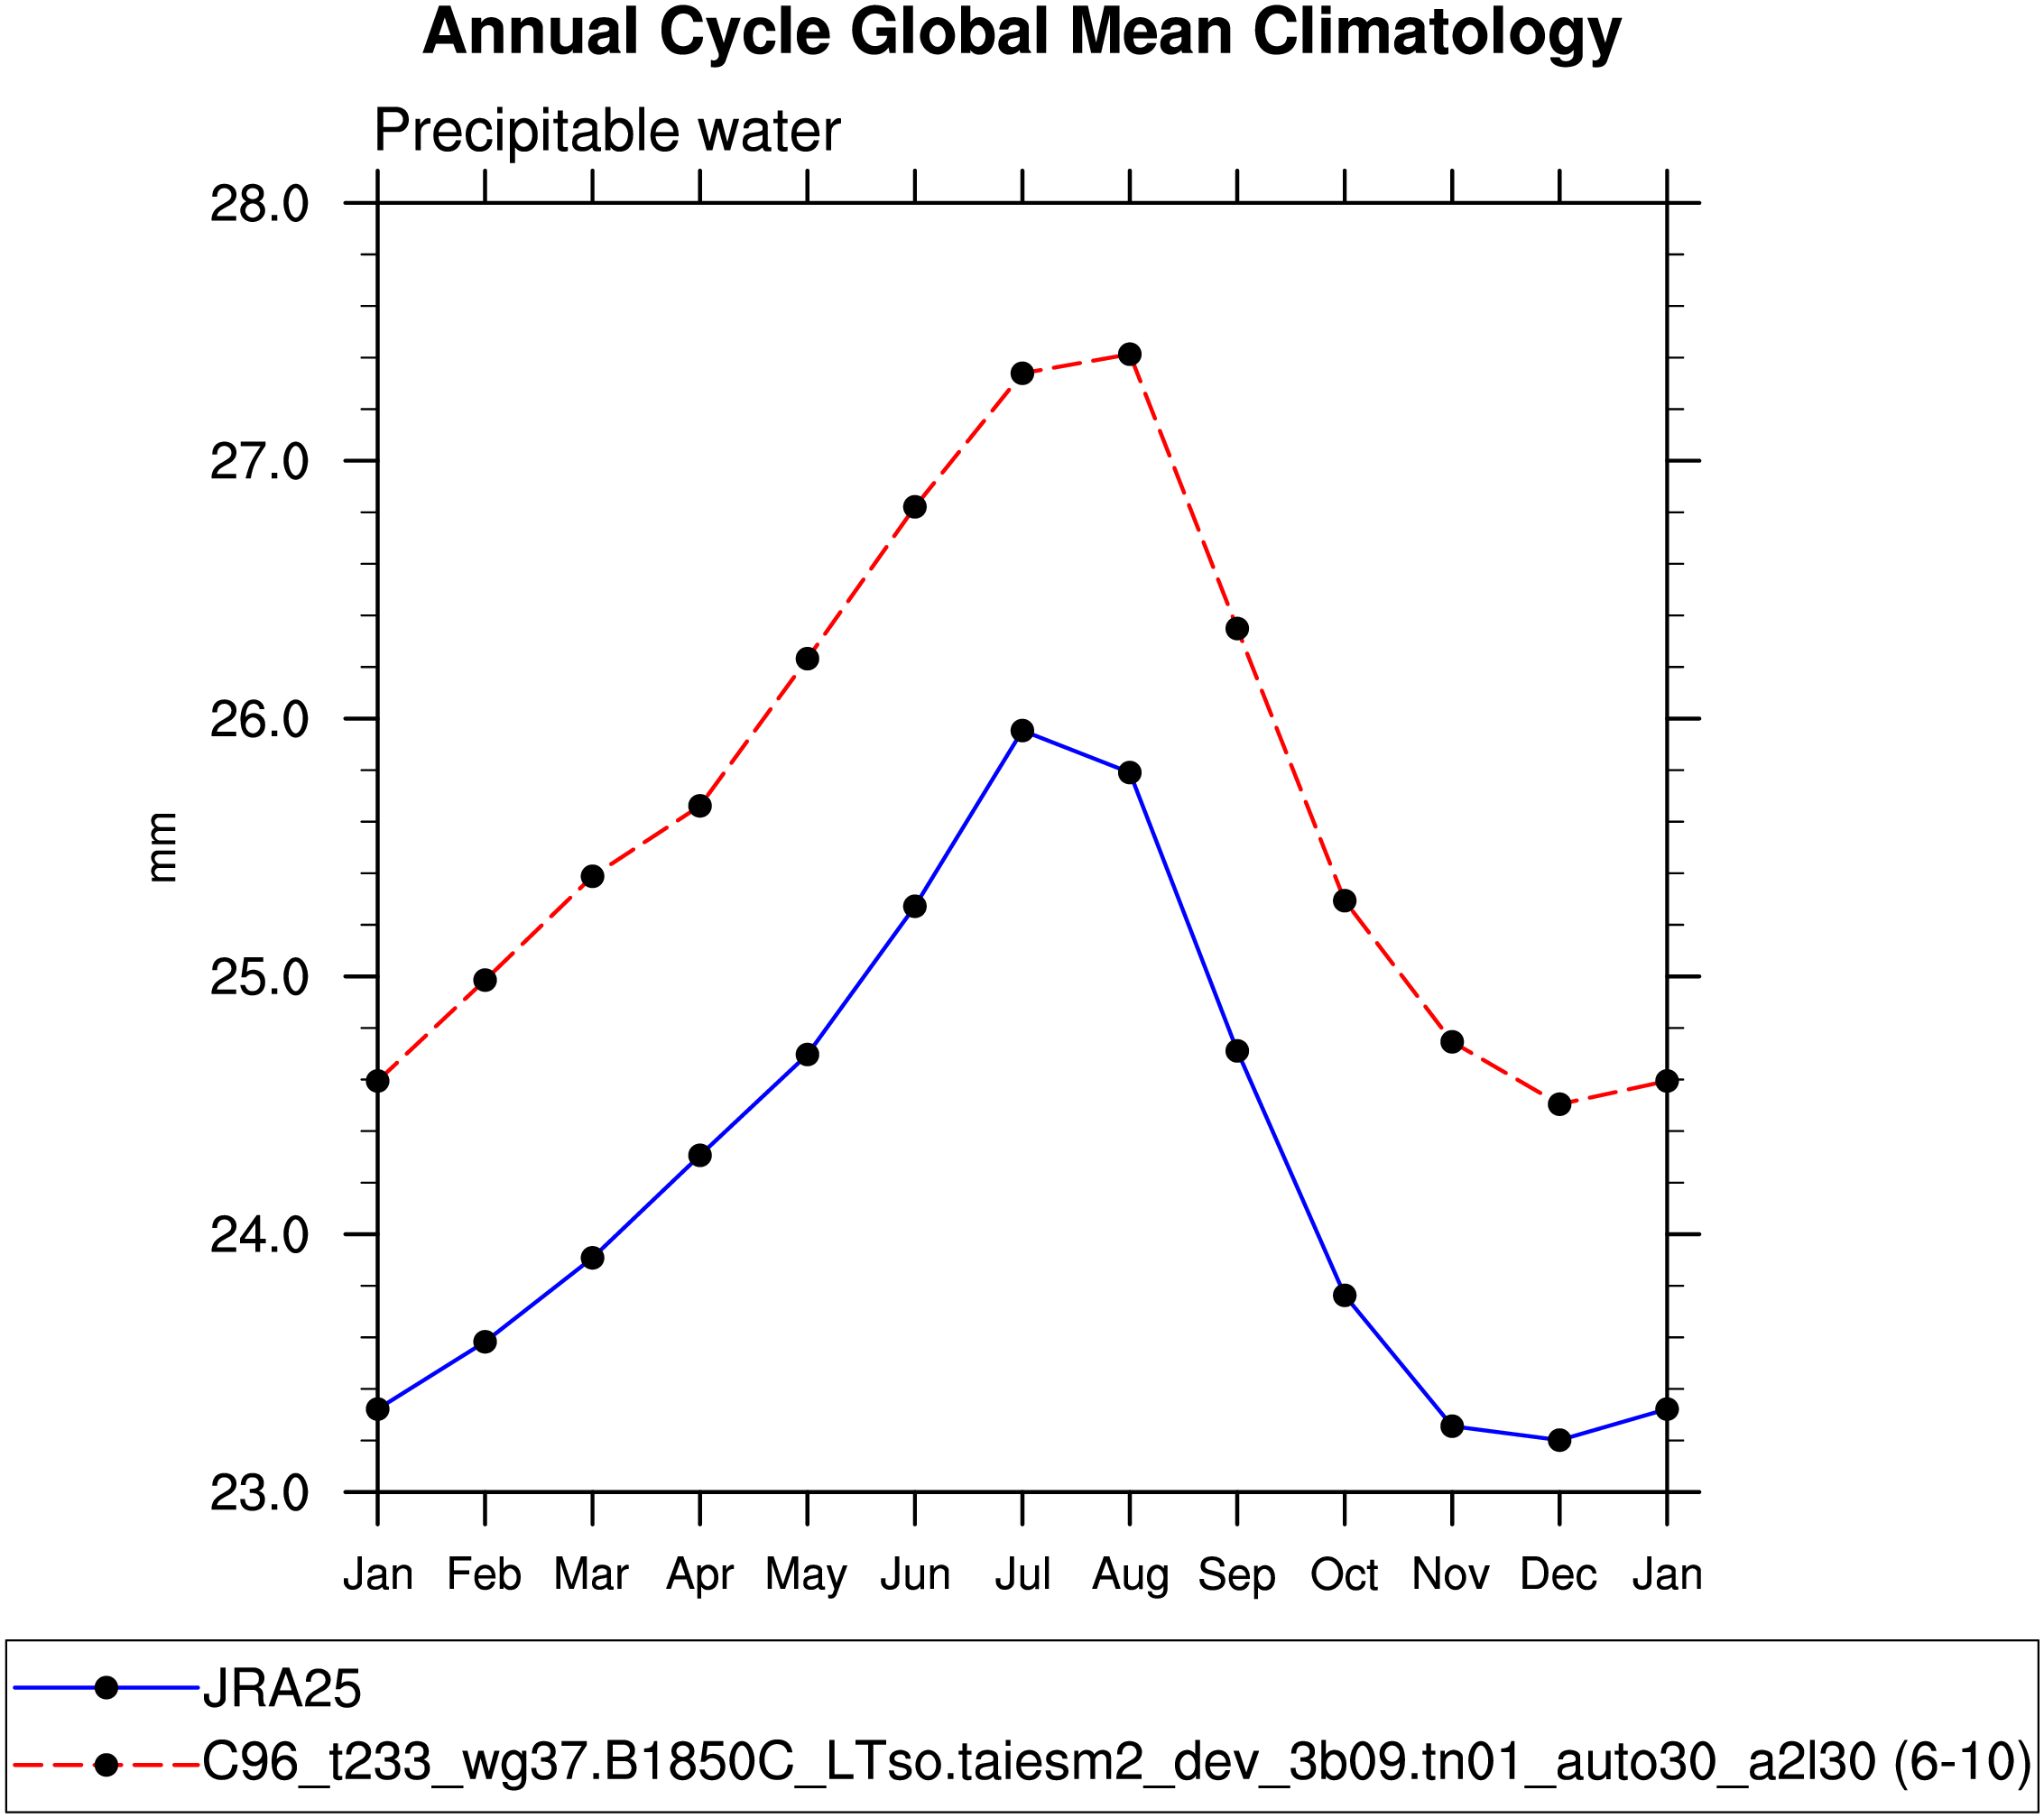 Annual Cycle Global Mean Climatology
Precipitable water
28.0
27.0
26.0
25.0
24.0
23.0
mm
Jan Feb Mar Apr May Jun Jul Aug Sep Oct Nov Dec Jan
JRA25
C96_t233_wg37.B1850C_LTso.taiesm2_dev_3b09.tn01_auto30_a2l30 (6-10)